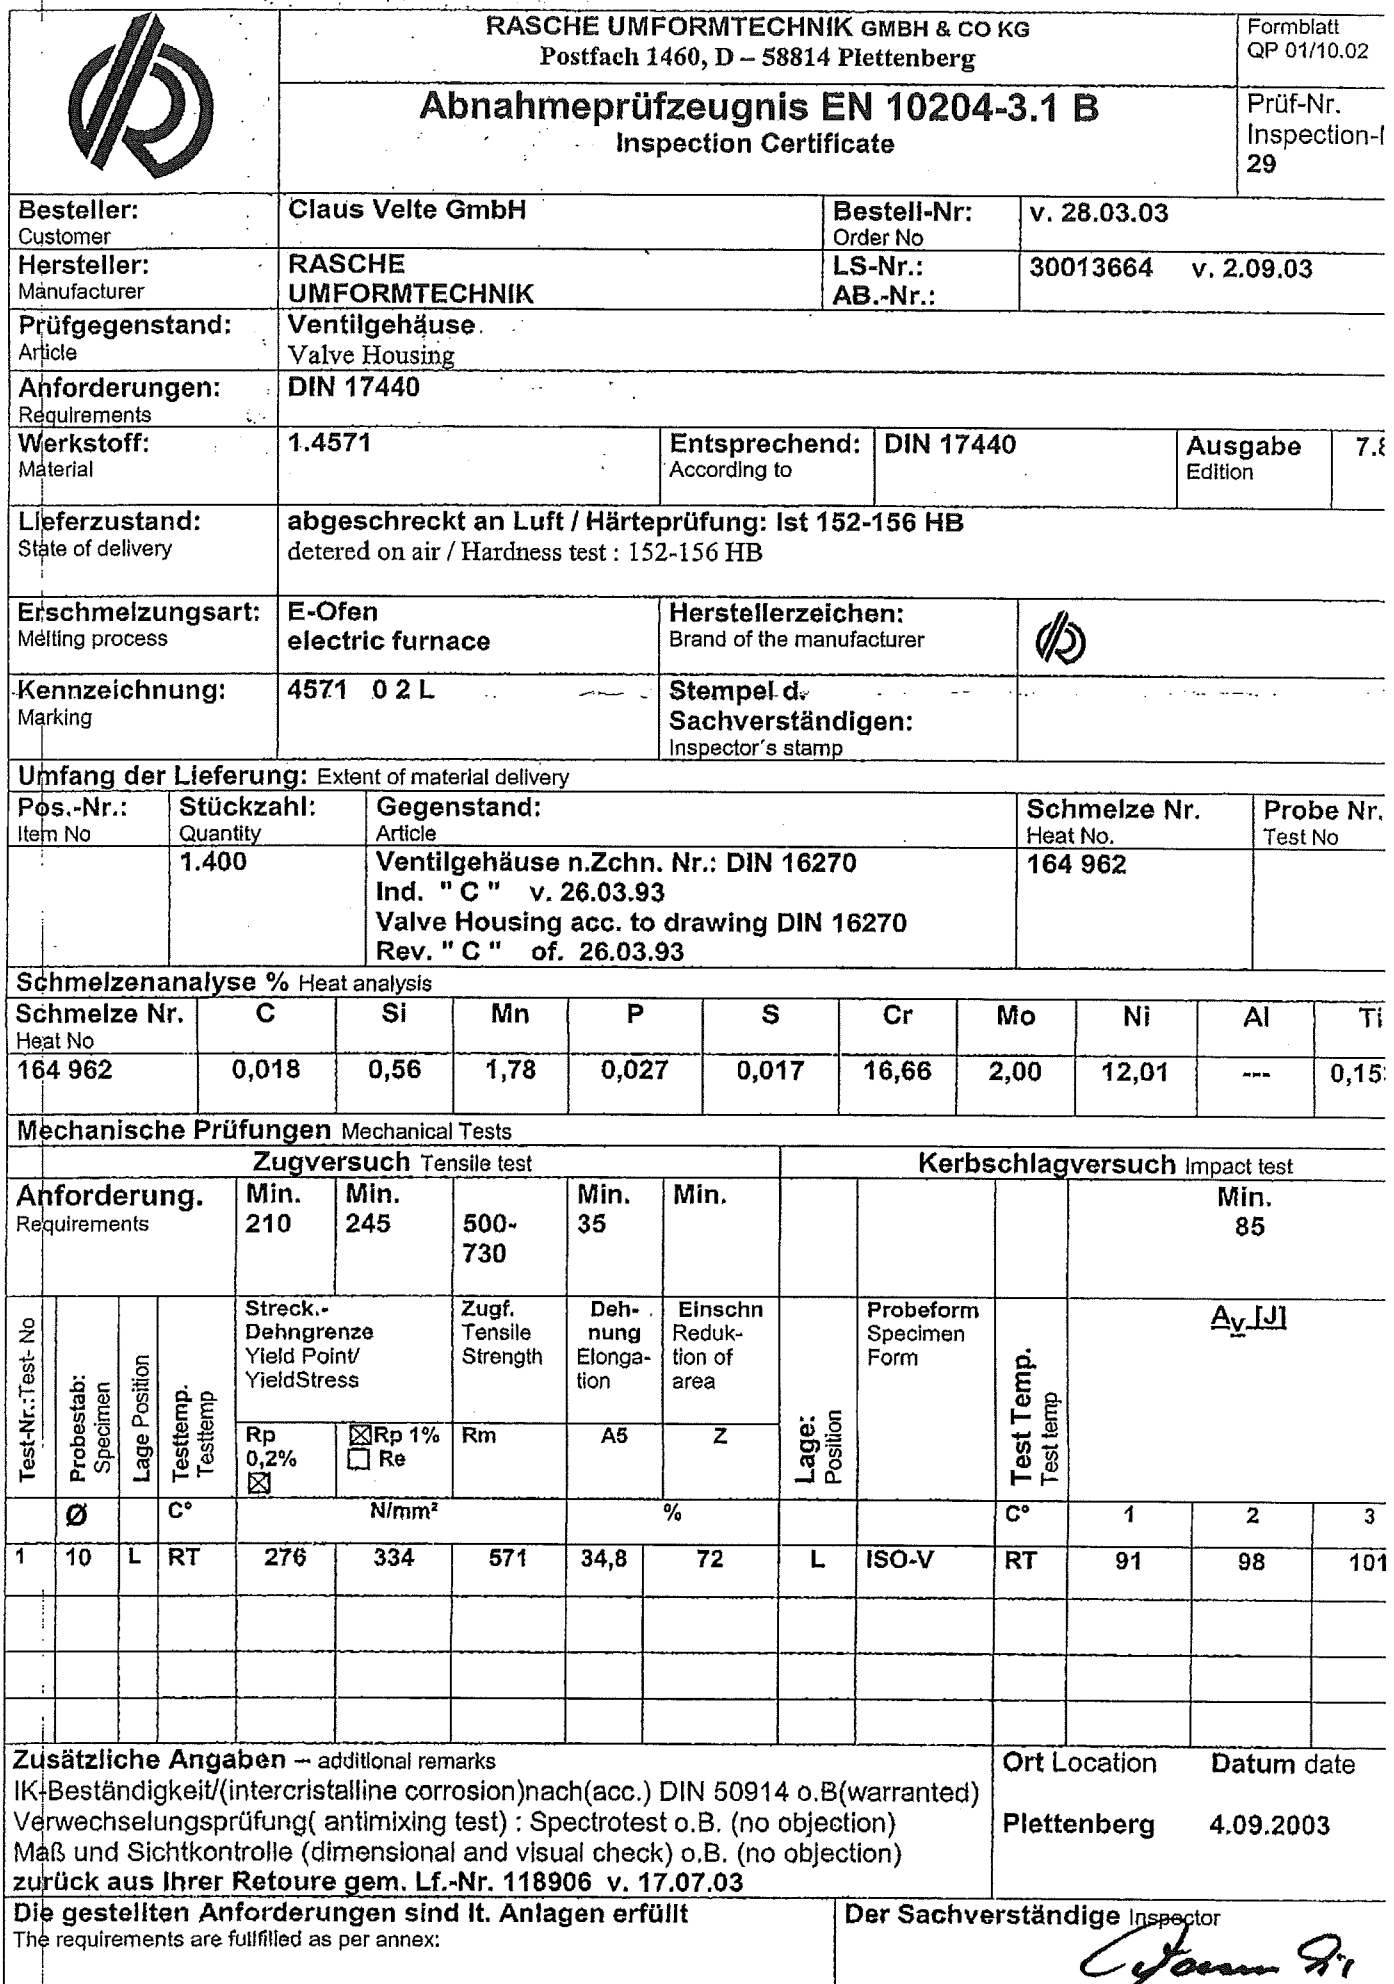 RASCHE UMFORMTECHNIK GMBH & CO KG
Postfach 1460, D – 58814 Plettenberg
Formblatt
QP 01/10.02
Abnahmeprüfzeugnis EN 10204-3.1 B
Inspection Certificate
Prüf-Nr.
Inspection-
29
Besteller: Claus Velte GmbH Bestell-Nr: v. 28.03.03
Customer Order No
Hersteller: RASCHE LS-Nr.: 30013664 v. 2.09.03
Manufacturer UMFORMTECHNIK AB.-Nr.:
Prüfgegenstand: Ventilgehäuse
Article Valve Housing
Anforderungen: DIN 17440
Requirements
Werkstoff: 1.4571 Entsprechend: DIN 17440 Ausgabe 7.8
Material According to Edition
Lieferzustand: abgeschreckt an Luft / Härteprüfung: Ist 152-156 HB
State of delivery detered on air / Hardness test : 152-156 HB
Erschmelzungsart: E-Ofen Herstellerzeichen:
Melting process electric furnace Brand of the manufacturer
Kennzeichnung: 4571 0 2 L Stempel d.
Marking Sachverständigen:
Inspector´s stamp
Umfang der Lieferung: Extent of material delivery
Pos.-Nr.: Stückzahl: Gegenstand: Schmelze Nr. Probe Nr.
Item No Quantity Article Heat No. Test No
1.400 Ventilgehäuse n.Zchn. Nr.: DIN 16270 164 962
Ind. " C " v. 26.03.93
Valve Housing acc. to drawing DIN 16270
Rev. " C " of. 26.03.93
Schmelzenanalyse % Heat analysis
Schmelze Nr. C Si Mn P S Cr Mo Ni Al Ti
Heat No
164 962 0,018 0,56 1,78 0,027 0,017 16,66 2,00 12,01 --- 0,15
Mechanische Prüfungen Mechanical Tests
Zugversuch Tensile test Kerbschlagversuch Impact test
Anforderung. Min. Min. Min. Min. Min.
Requirements 210 245 500- 35 85
730
Test-Nr.:Test- No
Probestab:
Specimen
Lage Position
Testtemp.
Testtemp
Streck.-
Dehngrenze
Yield Point/
YieldStress
Zugf.
Tensile
Strength
Deh-
nung
Elonga-
tion
Einschn
Reduk-
tion of
area
Lage:
Position
Probeform
Specimen
Form
Test Temp.
Test temp
Av [J]
Rp
0,2%
☒
☒Rp 1%
☐ Re
Rm A5 Z
Ø C° N/mm² % C° 1 2 3
1 10 L RT 276 334 571 34,8 72 L ISO-V RT 91 98 101
Zusätzliche Angaben – additional remarks
IK-Beständigkeit/(intercristalline corrosion)nach(acc.) DIN 50914 o.B(warranted)
Verwechselungsprüfung( antimixing test) : Spectrotest o.B. (no objection)
Maß und Sichtkontrolle (dimensional and visual check) o.B. (no objection)
zurück aus Ihrer Retoure gem. Lf.-Nr. 118906 v. 17.07.03
Ort Location Datum date
Plettenberg 4.09.2003
Die gestellten Anforderungen sind lt. Anlagen erfüllt
The requirements are fullfilled as per annex:
Der Sachverständige Inspector